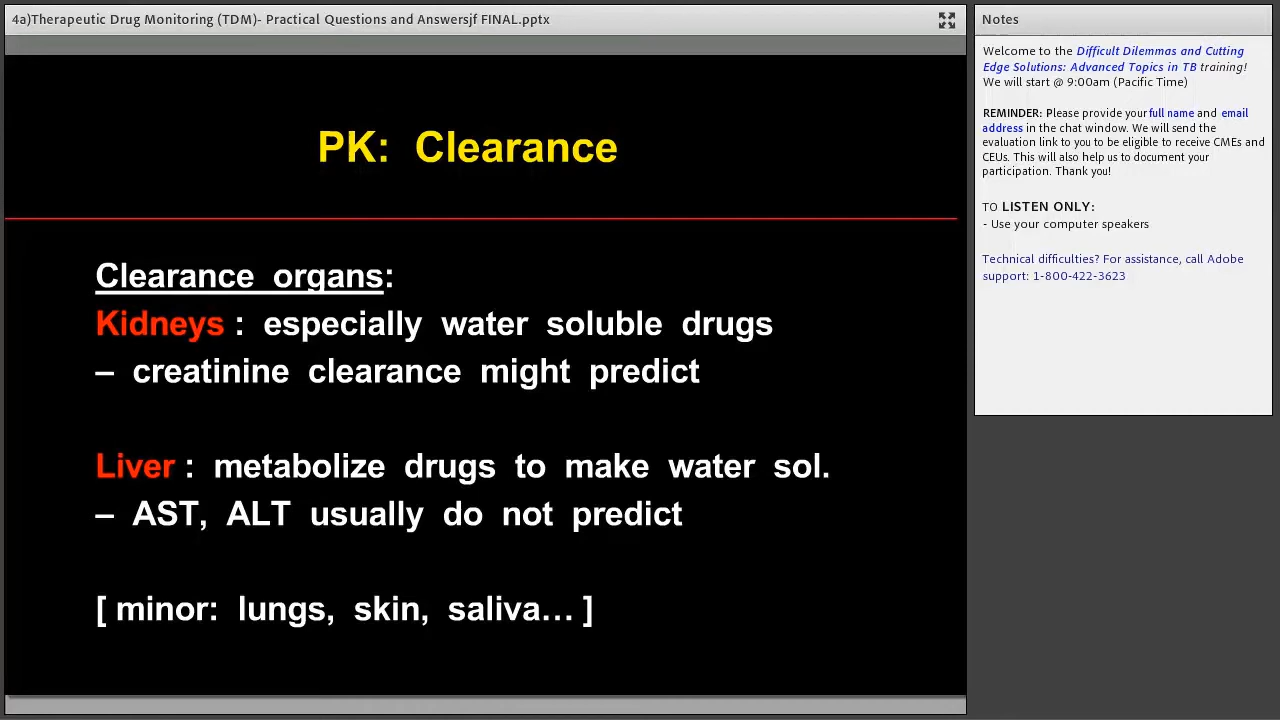 4a)Therapeutic Drug Monitoring (TDM)- Practical Questions and Answersjf FINAL.pptx
PK: Clearance
Clearance organs:
Kidneys : especially water soluble drugs
– creatinine clearance might predict
Liver : metabolize drugs to make water sol.
– AST, ALT usually do not predict
[ minor: lungs, skin, saliva… ]
Notes
Welcome to the Difficult Dilemmas and Cutting
Edge Solutions: Advanced Topics in TB training!
We will start @ 9:00am (Pacific Time)
REMINDER: Please provide your full name and email
address in the chat window. We will send the
evaluation link to you to be eligible to receive CMEs and
CEUs. This will also help us to document your
participation. Thank you!
TO LISTEN ONLY:
- Use your computer speakers
Technical difficulties? For assistance, call Adobe
support: 1-800-422-3623